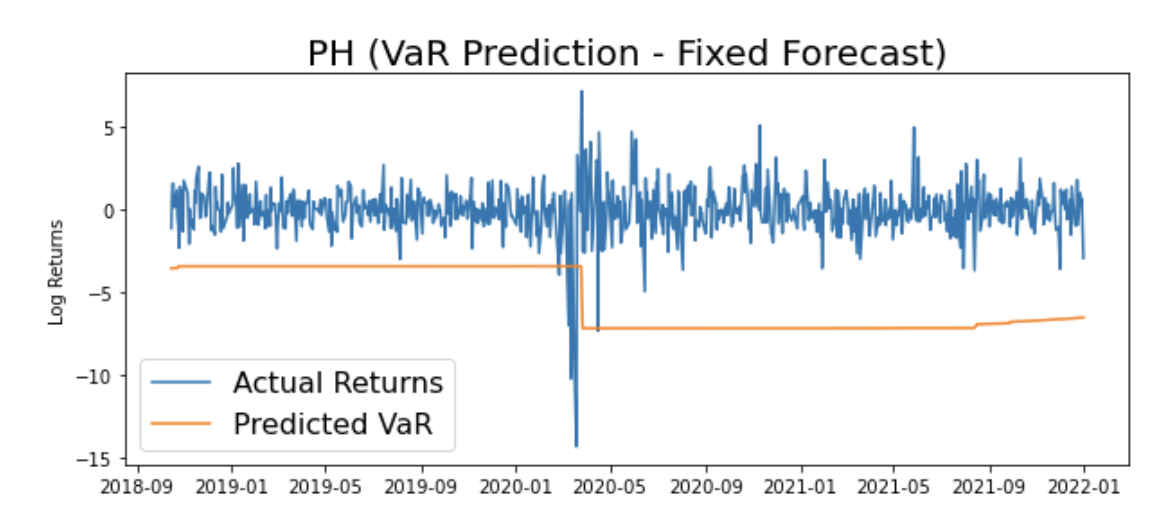 PH (VaR Prediction - Fixed Forecast)
Log Returns
5
0
−5
−10
−15
Actual Returns
Predicted VaR
2018-09 2019-01 2019-05 2019-09 2020-01 2020-05 2020-09 2021-01 2021-05 2021-09 2022-01